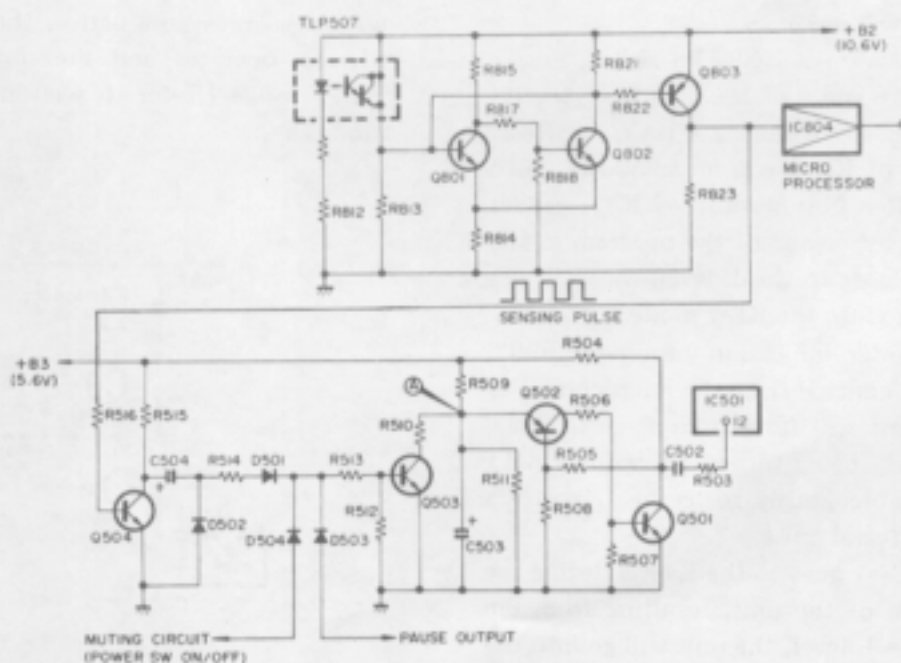 TLP507
+B2
(10.6V)
R815
R821
Q803
R817
R822
IC804
Q801
Q802
R818
MICRO
PROCESSOR
R823
R812
R813
R814
SENSING PULSE
+B3
(5.6V)
R504
R509
IC501
12
R516
R515
A
Q502
R506
R510
C504
R514
D501
R513
R505
C502
R503
R511
Q503
R512
R508
Q504
D502
D504
D503
C503
Q501
R507
MUTING CIRCUIT
(POWER SW ON/OFF)
PAUSE OUTPUT